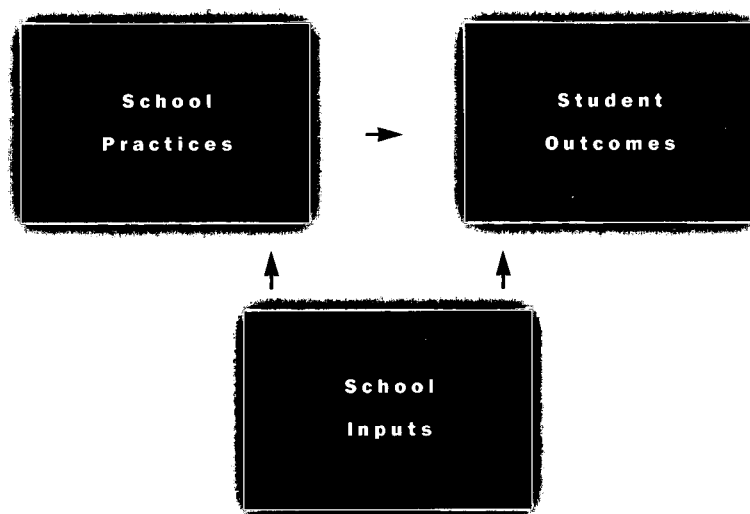 School
Practices
Student
Outcomes
School
Inputs